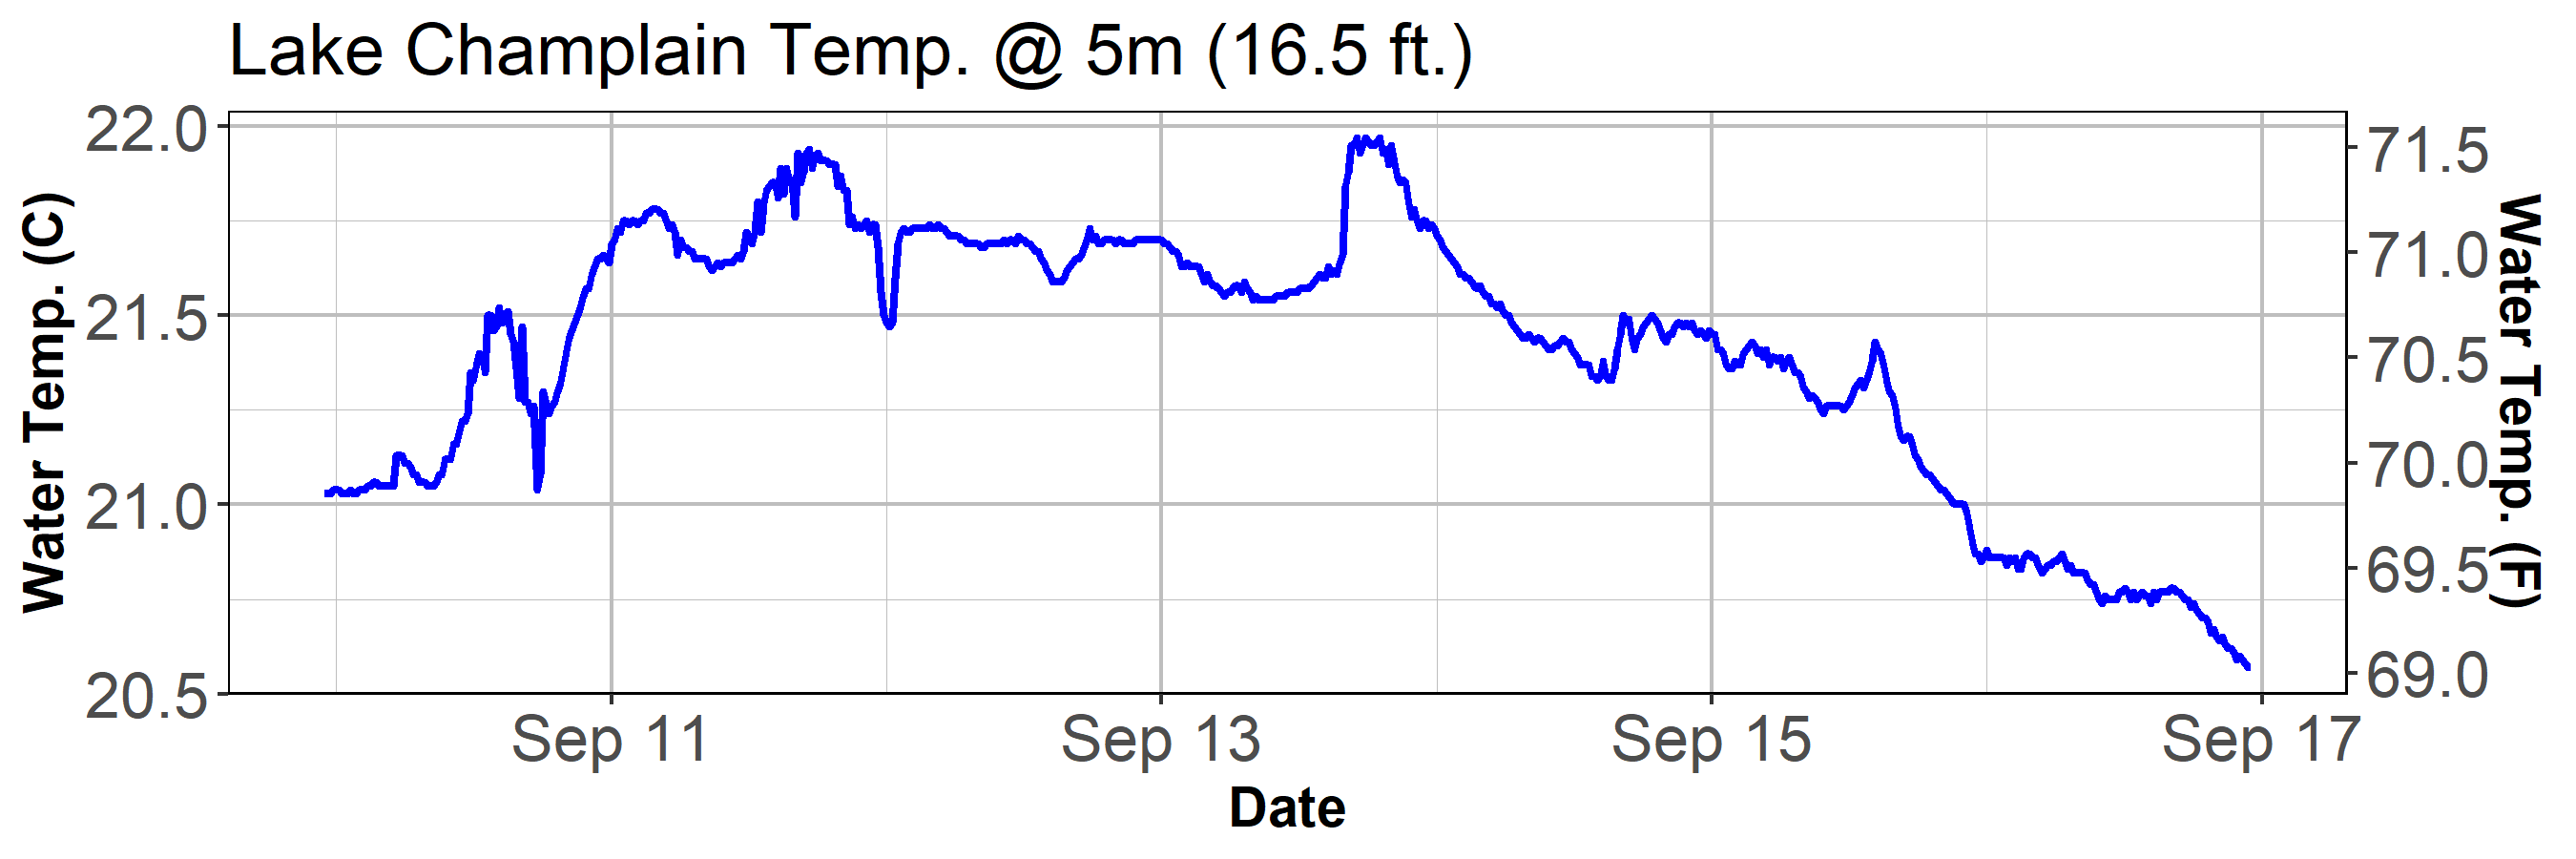 Lake Champlain Temp. @ 5m (16.5 ft.)
Water Temp. (C)
22.0
21.5
21.0
20.5
71.5
71.0
70.5
70.0
69.5
69.0
Water Temp. (F)
Sep 11 Sep 13 Sep 15 Sep 17
Date